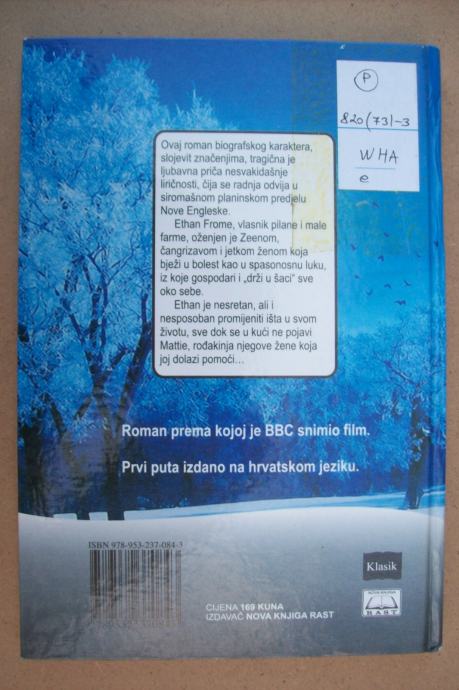 P
820(73)-3
WHA
e
Ovaj roman biografskog karaktera,
slojevit značenjima, tragična je
ljubavna priča nesvakidašnje
liričnosti, čija se radnja odvija u
siromašnom planinskom predjelu
Nove Engleske.
Ethan Frome, vlasnik pilane i male
farme, oženjen je Zeenom,
čangrizavom i jetkom ženom koja
bježi u bolest kao u spasonosnu luku,
iz koje gospodari i „drži u šaci" sve
oko sebe.
Ethan je nesretan, ali i
nesposoban promijeniti išta u svom
životu, sve dok se u kući ne pojavi
Mattie, rođakinja njegove žene koja
joj dolazi pomoći...
Roman prema kojoj je BBC snimio film.
Prvi puta izdano na hrvatskom jeziku.
ISBN 978-953-237-084-3
CIJENA 169 KUNA
IZDAVAČ NOVA KNJIGA RAST
Klasik
NOVA KNJIGA
RAST